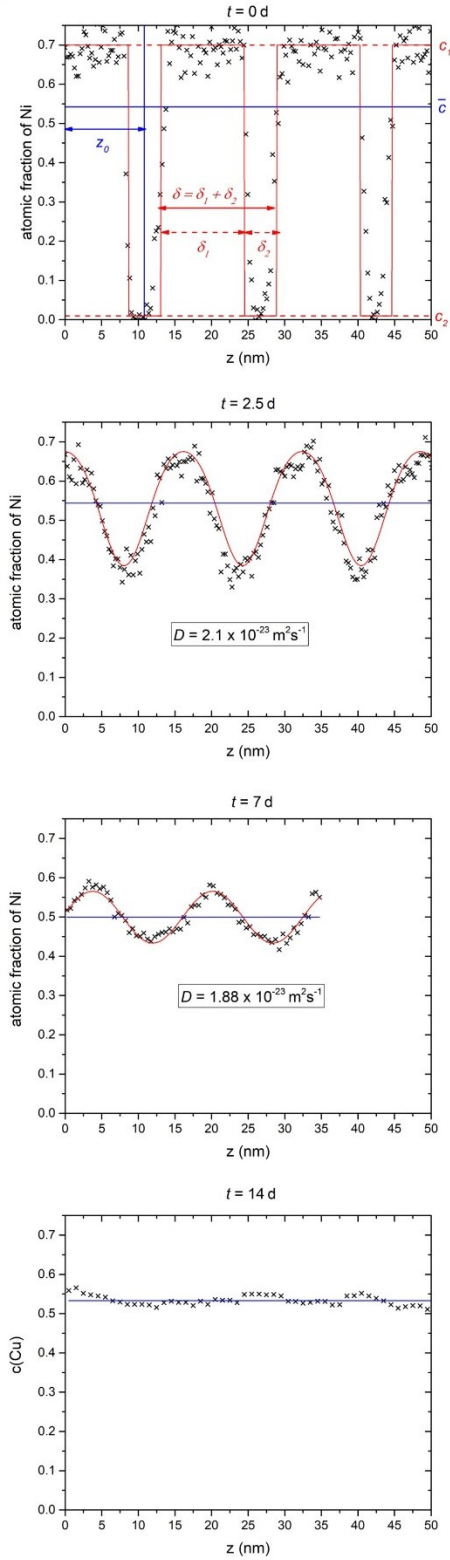 t = 0 d
0.7
0.6
0.5
0.4
0.3
0.2
0.1
0.0
atomic fraction of Ni
c1
c̄
z0
δ = δ1 + δ2
δ1
δ2
c2
0 5 10 15 20 25 30 35 40 45 50
z (nm)
t = 2.5 d
0.7
0.6
0.5
0.4
0.3
0.2
0.1
0.0
atomic fraction of Ni
D = 2.1 x 10⁻²³ m²s⁻¹
0 5 10 15 20 25 30 35 40 45 50
z (nm)
t = 7 d
0.7
0.6
0.5
0.4
0.3
0.2
0.1
0.0
atomic fraction of Ni
D = 1.88 x 10⁻²³ m²s⁻¹
0 5 10 15 20 25 30 35 40 45 50
z (nm)
t = 14 d
0.7
0.6
0.5
0.4
0.3
0.2
0.1
0.0
c(Cu)
0 5 10 15 20 25 30 35 40 45 50
z (nm)